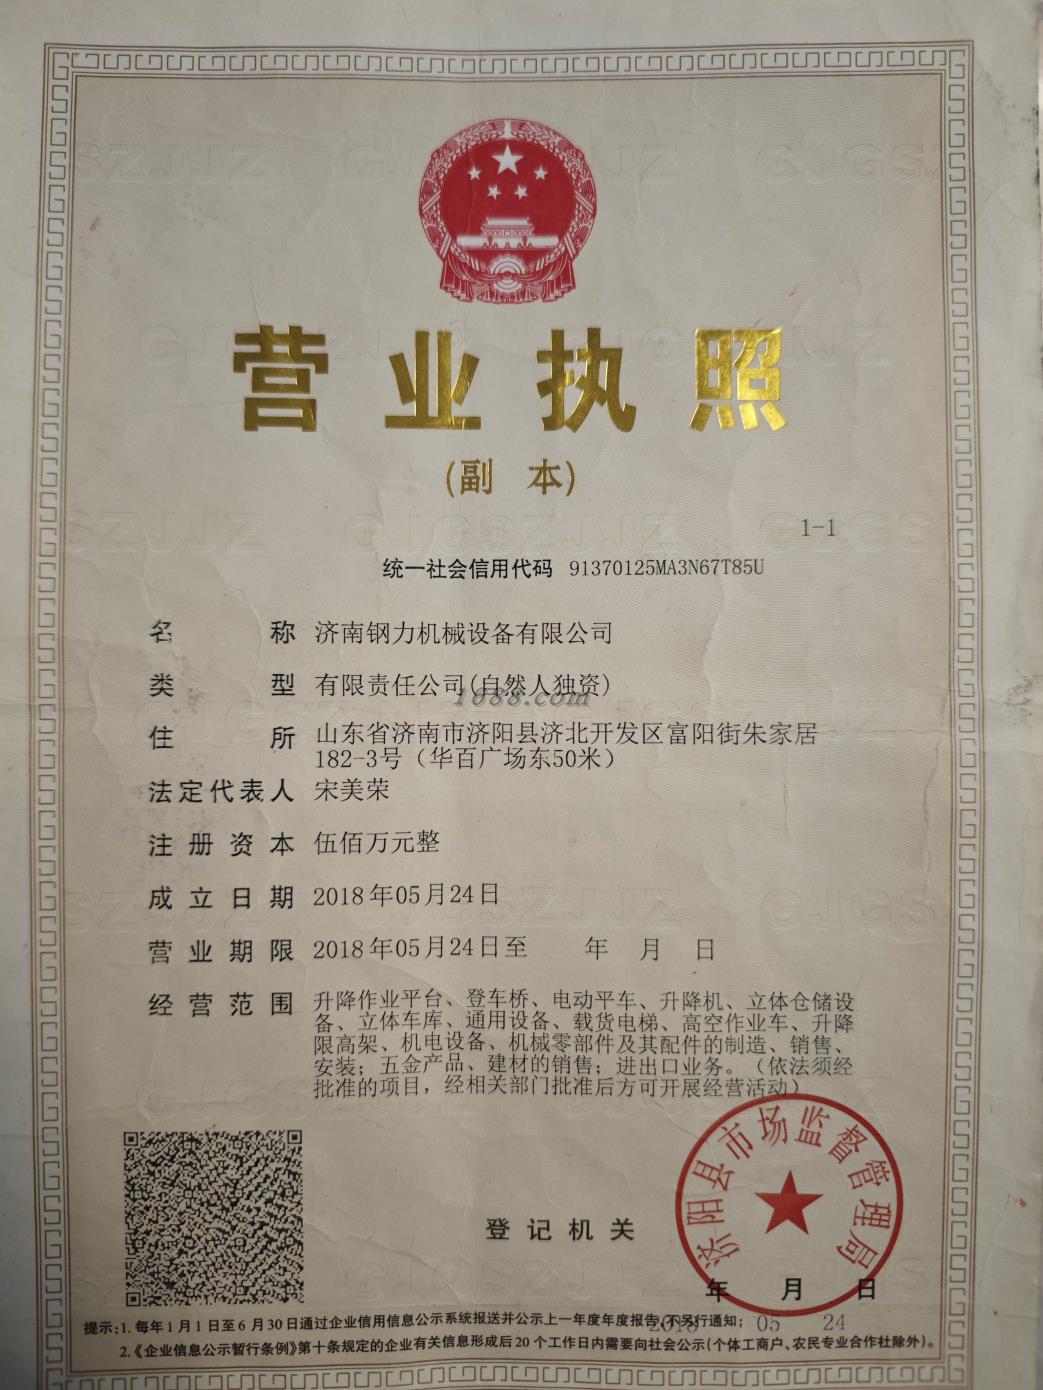 营业执照
(副 本)
1-1
统一社会信用代码 91370125MA3N67T85U
名 称 济南钢力机械设备有限公司
类 型 有限责任公司(自然人独资)
1688.com
住 所 山东省济南市济阳县济北开发区富阳街朱家居
182-3号（华百广场东50米）
法定代表人 宋美荣
注册资本 伍佰万元整
成立日期 2018年05月24日
营业期限 2018年05月24日至 年 月 日
经营范围 升降作业平台、登车桥、电动平车、升降机、立体仓储设
备、立体车库、通用设备、载货电梯、高空作业车、升降
限高架、机电设备、机械零部件及其配件的制造、销售、
安装；五金产品、建材的销售；进出口业务。（依法须经
批准的项目，经相关部门批准后方可开展经营活动）
济阳县市场监督管理局
登记机关
年 月 日
2018 05 24
提示:1.每年1月1日至6月30日通过企业信用信息公示系统报送并公示上一年度年度报告,不另行通知;
2.《企业信息公示暂行条例》第十条规定的企业有关信息形成后20个工作日内需要向社会公示(个体工商户、农民专业合作社除外)。